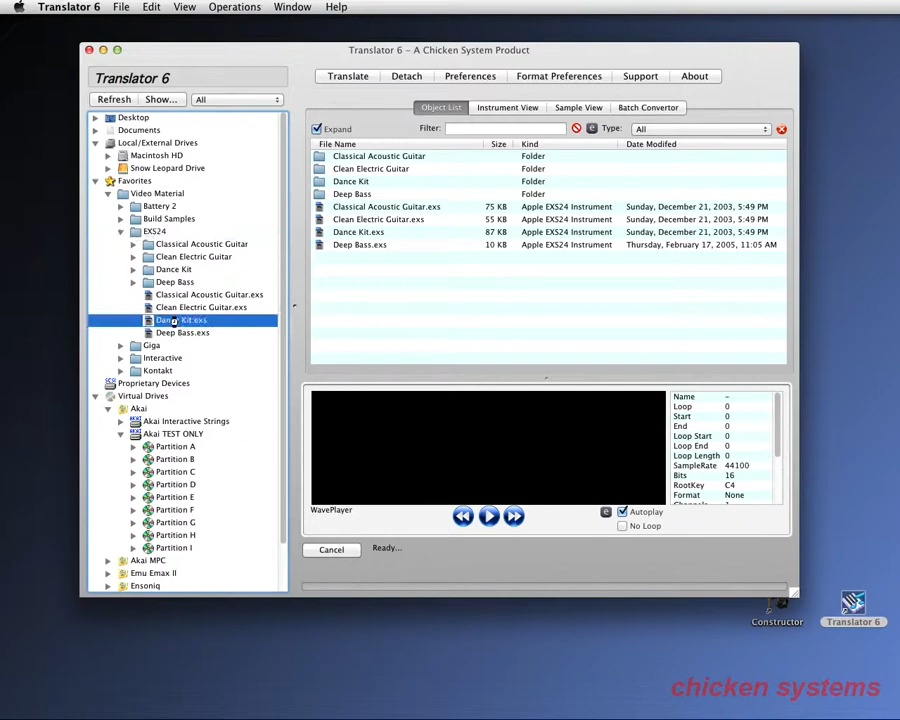 Translator 6 File Edit View Operations Window Help
Translator 6 – A Chicken System Product
Translator 6
Translate Detach Preferences Format Preferences Support About
Refresh Show... All
Object List Instrument View Sample View Batch Convertor
Expand Filter: e Type: All
File Name Size Kind Date Modifed
Classical Acoustic Guitar Folder
Clean Electric Guitar Folder
Dance Kit Folder
Deep Bass Folder
Classical Acoustic Guitar.exs 75 KB Apple EXS24 Instrument Sunday, December 21, 2003, 5:49 PM
Clean Electric Guitar.exs 55 KB Apple EXS24 Instrument Sunday, December 21, 2003, 5:49 PM
Dance Kit.exs 87 KB Apple EXS24 Instrument Sunday, December 21, 2003, 5:49 PM
Deep Bass.exs 10 KB Apple EXS24 Instrument Thursday, February 17, 2005, 11:05 AM
Desktop
Documents
Local/External Drives
Macintosh HD
Snow Leopard Drive
Favorites
Video Material
Battery 2
Build Samples
EXS24
Classical Acoustic Guitar
Clean Electric Guitar
Dance Kit
Deep Bass
Classical Acoustic Guitar.exs
Clean Electric Guitar.exs
Dance Kit.exs
Deep Bass.exs
Giga
Interactive
Kontakt
Proprietary Devices
Virtual Drives
Akai
Akai Interactive Strings
Akai TEST ONLY
Partition A
Partition B
Partition C
Partition D
Partition E
Partition F
Partition G
Partition H
Partition I
Akai MPC
Emu Emax II
Ensoniq
Name –
Loop 0
Start 0
End 0
Loop Start 0
Loop End 0
Loop Length 0
SampleRate 44100
Bits 16
RootKey C4
Format None
WavePlayer
e Autoplay
No Loop
Cancel Ready...
Constructor
Translator 6
chicken systems